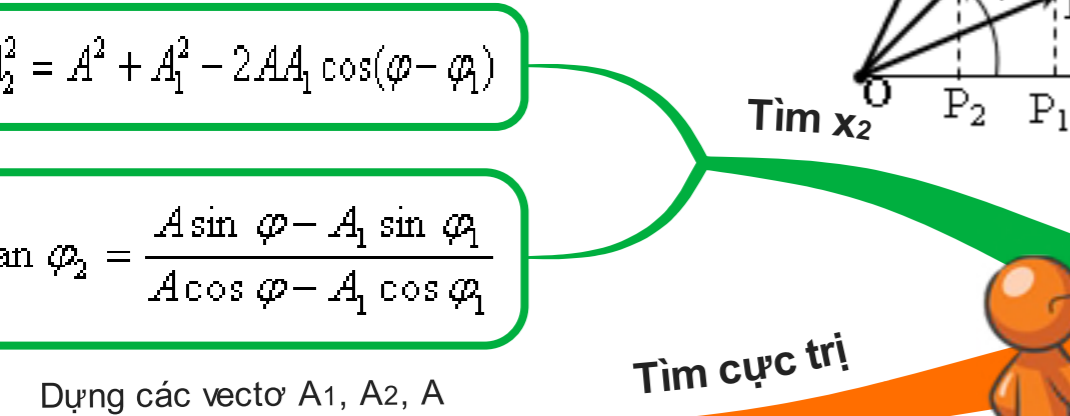 A₂² = A² + A₁² − 2AA₁ cos(φ − φ₁)
tan φ₂ = (A sin φ − A₁ sin φ₁) / (A cos φ − A₁ cos φ₁)
Dựng các vectơ A1, A2, A
O P₂ P₁
Tìm x2
Tìm cực trị